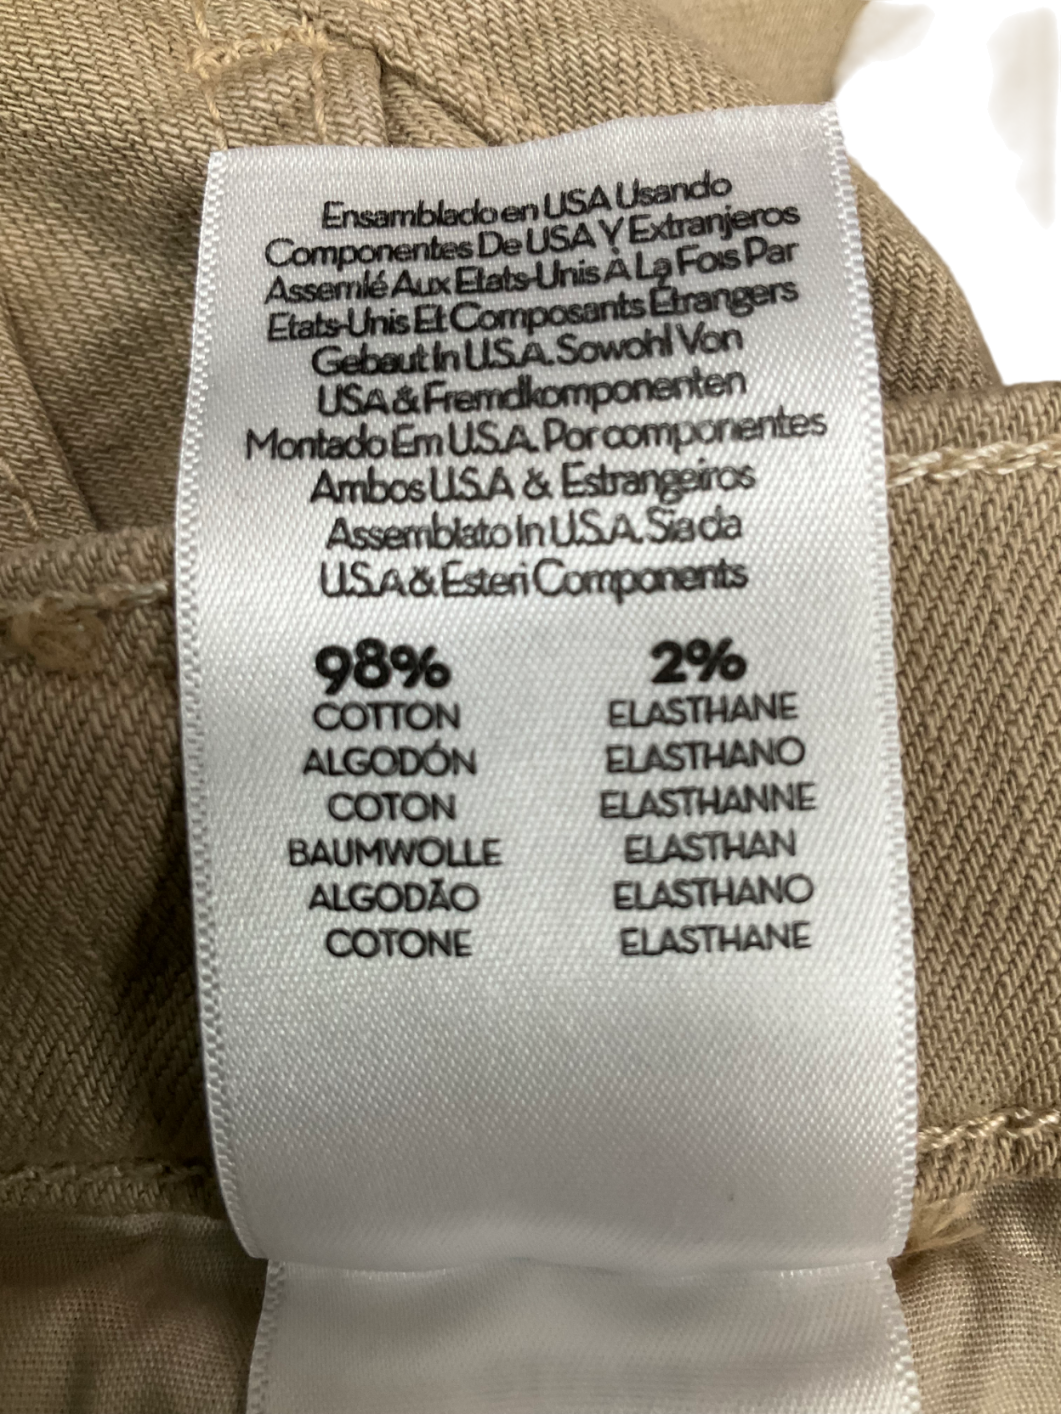 Ensamblado en USA Usando
Componentes De USA Y Extranjeros
Assemlé Aux Etats-Unis A La Fois Par
Etats-Unis Et Composants Étrangers
Gebaut In U.S.A. Sowohl Von
USA & Fremdkomponenten
Montado Em U.S.A. Por componentes
Ambos U.S.A & Estrangeiros
Assemblato In U.S.A. Sia da
U.S.A & Esteri Components
98% 2%
COTTON ELASTHANE
ALGODÓN ELASTHANO
COTON ELASTHANNE
BAUMWOLLE ELASTHAN
ALGODÃO ELASTHANO
COTONE ELASTHANE